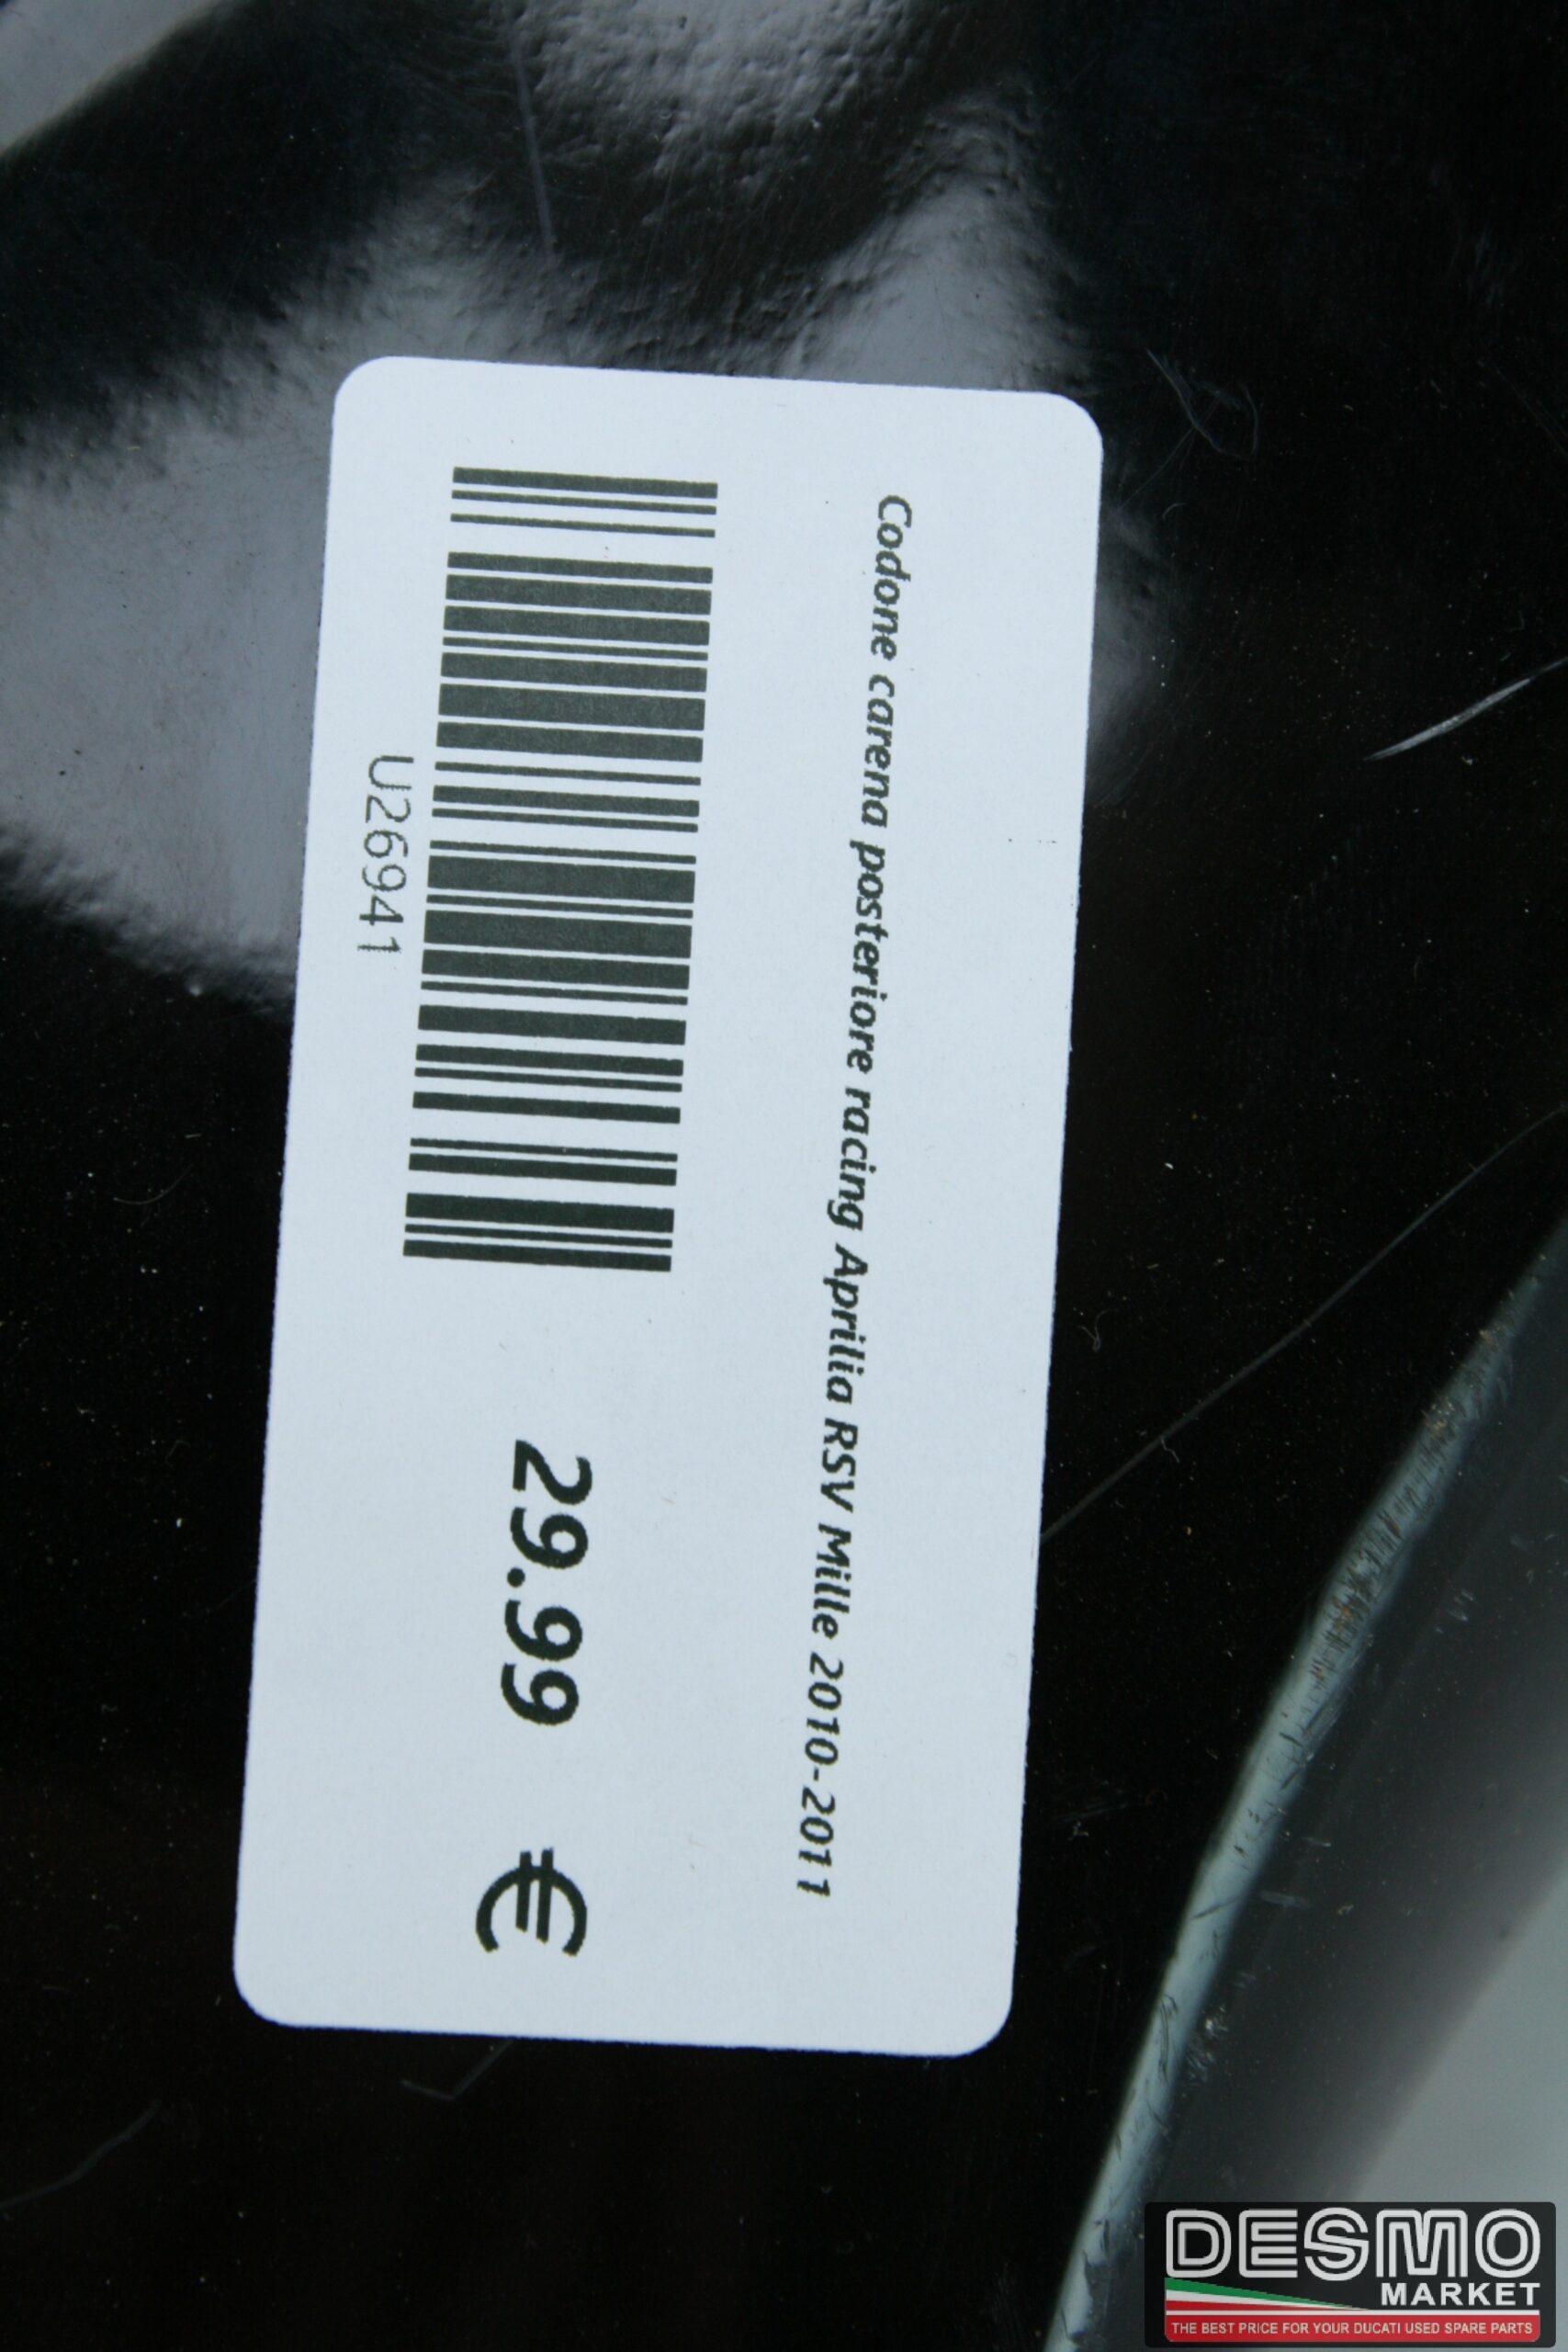 Codone carena posteriore racing Aprilia RSV Mille 2010-2011
U26941
29.99 €
DESMO
MARKET
THE BEST PRICE FOR YOUR DUCATI USED SPARE PARTS